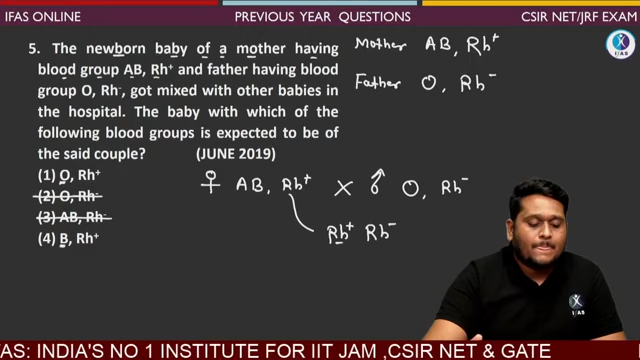 IFAS ONLINE
PREVIOUS YEAR QUESTIONS
CSIR NET/JRF EXAM
5. The newborn baby of a mother having
blood group AB, Rh+ and father having blood
group O, Rh- got mixed with other babies in
the hospital. The baby with which of the
following blood groups is expected to be of
the said couple? (JUNE 2019)
(1) O, Rh+
(2) O, Rh-
(3) AB, Rh-
(4) B, Rh+
Mother AB, Rh+
Father O, Rh-
♀ AB, Rh+ × ♂ O, Rh-
Rh+ Rh-
IFAS
IFAS
FAS: INDIA'S NO 1 INSTITUTE FOR IIT JAM ,CSIR NET & GATE